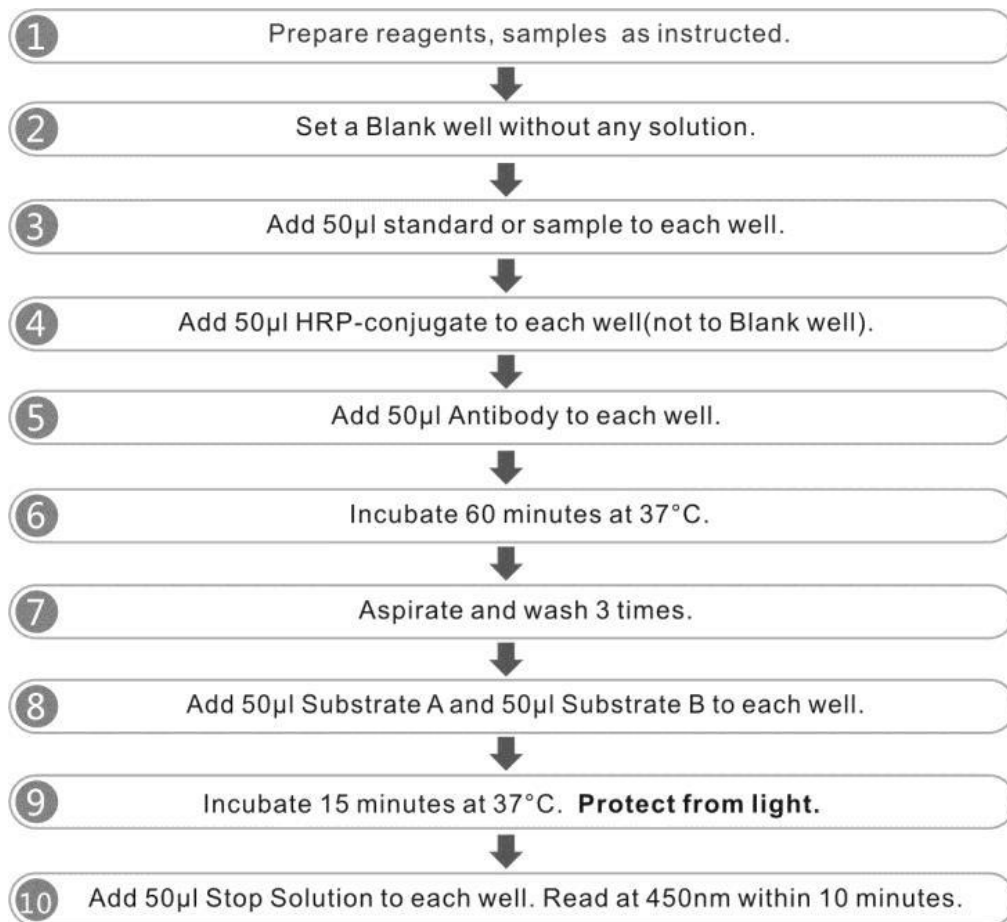 1 Prepare reagents, samples as instructed.
2 Set a Blank well without any solution.
3 Add 50µl standard or sample to each well.
4 Add 50µl HRP-conjugate to each well(not to Blank well).
5 Add 50µl Antibody to each well.
6 Incubate 60 minutes at 37°C.
7 Aspirate and wash 3 times.
8 Add 50µl Substrate A and 50µl Substrate B to each well.
9 Incubate 15 minutes at 37°C. Protect from light.
10 Add 50µl Stop Solution to each well. Read at 450nm within 10 minutes.